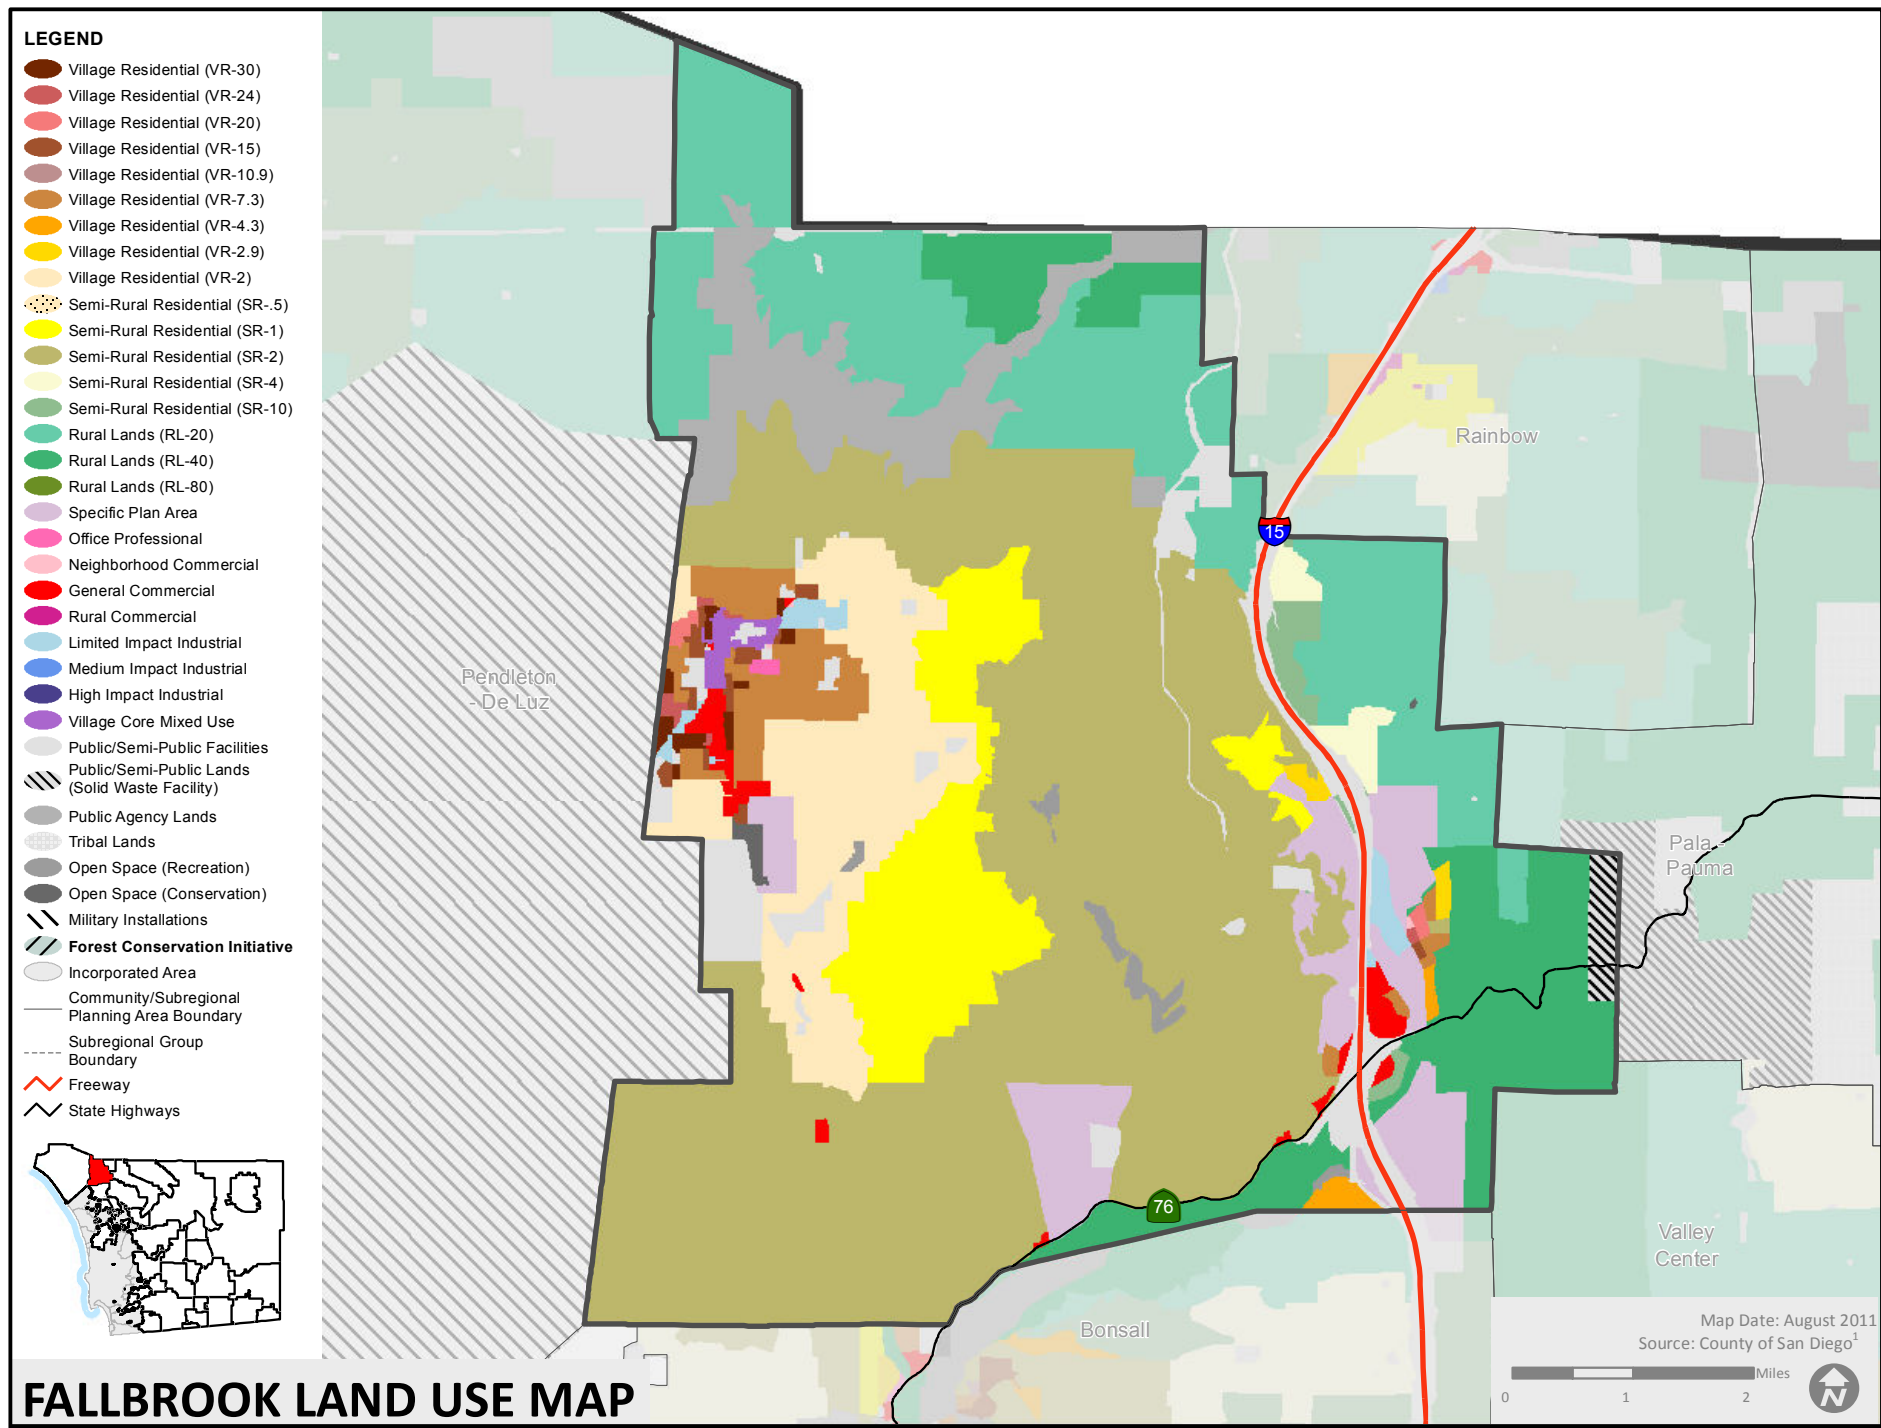 LEGEND
Village Residential (VR-30)
Village Residential (VR-24)
Village Residential (VR-20)
Village Residential (VR-15)
Village Residential (VR-10.9)
Village Residential (VR-7.3)
Village Residential (VR-4.3)
Village Residential (VR-2.9)
Village Residential (VR-2)
Semi-Rural Residential (SR-.5)
Semi-Rural Residential (SR-1)
Semi-Rural Residential (SR-2)
Semi-Rural Residential (SR-4)
Semi-Rural Residential (SR-10)
Rural Lands (RL-20)
Rural Lands (RL-40)
Rural Lands (RL-80)
Specific Plan Area
Office Professional
Neighborhood Commercial
General Commercial
Rural Commercial
Limited Impact Industrial
Medium Impact Industrial
High Impact Industrial
Village Core Mixed Use
Public/Semi-Public Facilities
Public/Semi-Public Lands
(Solid Waste Facility)
Public Agency Lands
Tribal Lands
Open Space (Recreation)
Open Space (Conservation)
Military Installations
Forest Conservation Initiative
Incorporated Area
Community/Subregional
Planning Area Boundary
Subregional Group
Boundary
Freeway
State Highways
Rainbow
15
Pendleton
- De Luz
Pala -
Pauma
76
Valley
Center
Bonsall
Map Date: August 2011
Source: County of San Diego1
Miles
0 1 2
N
FALLBROOK LAND USE MAP